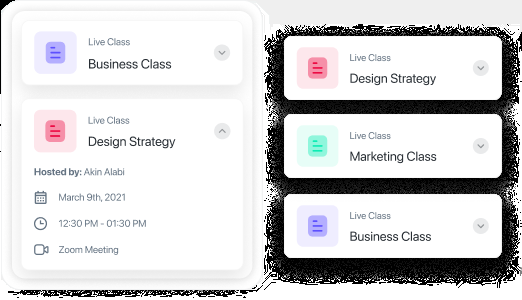 Live Class
Business Class
Live Class
Design Strategy
Hosted by: Akin Alabi
March 9th, 2021
12:30 PM - 01:30 PM
Zoom Meeting
Live Class
Design Strategy
Live Class
Marketing Class
Live Class
Business Class